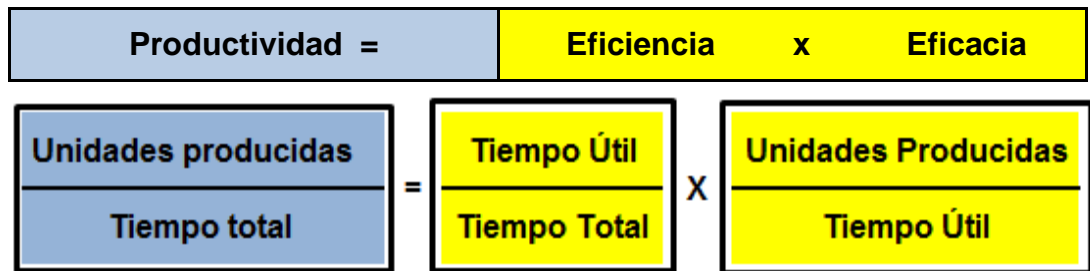 Productividad = Eficiencia x Eficacia
Unidades producidas Tiempo Útil Unidades Producidas
= X
Tiempo total Tiempo Total Tiempo Útil